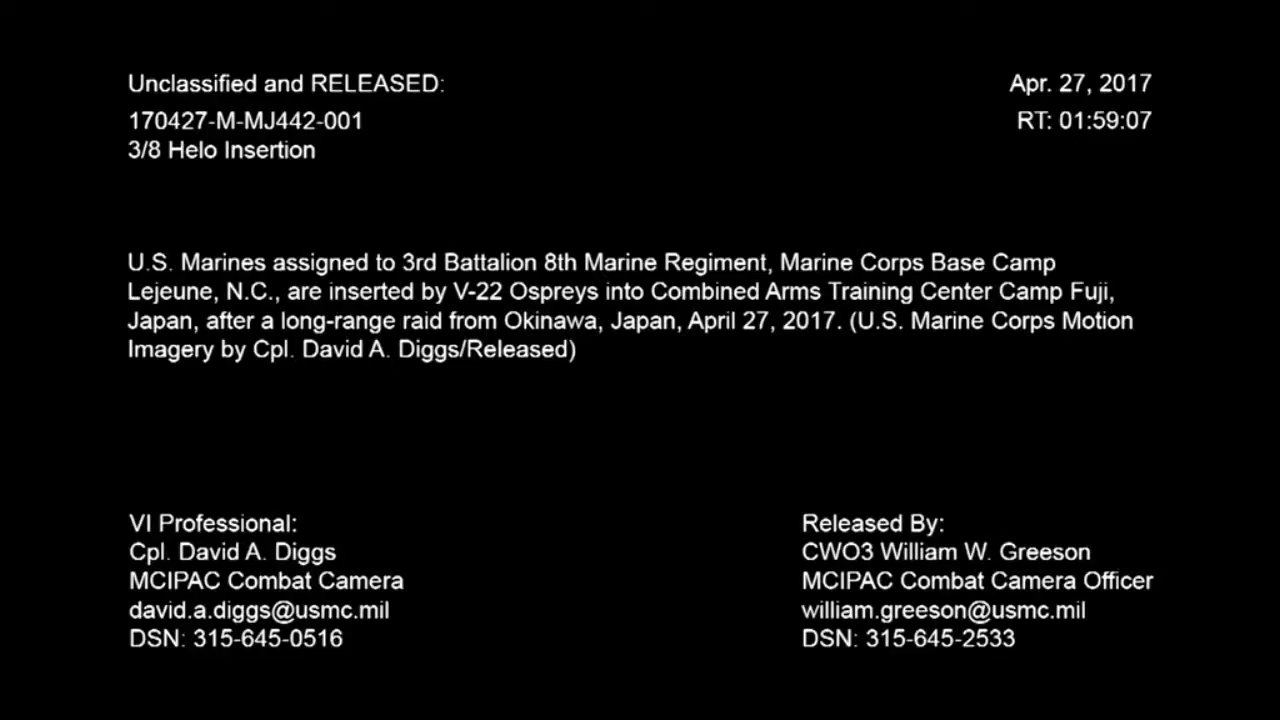 Unclassified and RELEASED:
Apr. 27, 2017
170427-M-MJ442-001
RT: 01:59:07
3/8 Helo Insertion
U.S. Marines assigned to 3rd Battalion 8th Marine Regiment, Marine Corps Base Camp
Lejeune, N.C., are inserted by V-22 Ospreys into Combined Arms Training Center Camp Fuji,
Japan, after a long-range raid from Okinawa, Japan, April 27, 2017. (U.S. Marine Corps Motion
Imagery by Cpl. David A. Diggs/Released)
VI Professional:
Cpl. David A. Diggs
MCIPAC Combat Camera
david.a.diggs@usmc.mil
DSN: 315-645-0516
Released By:
CWO3 William W. Greeson
MCIPAC Combat Camera Officer
william.greeson@usmc.mil
DSN: 315-645-2533